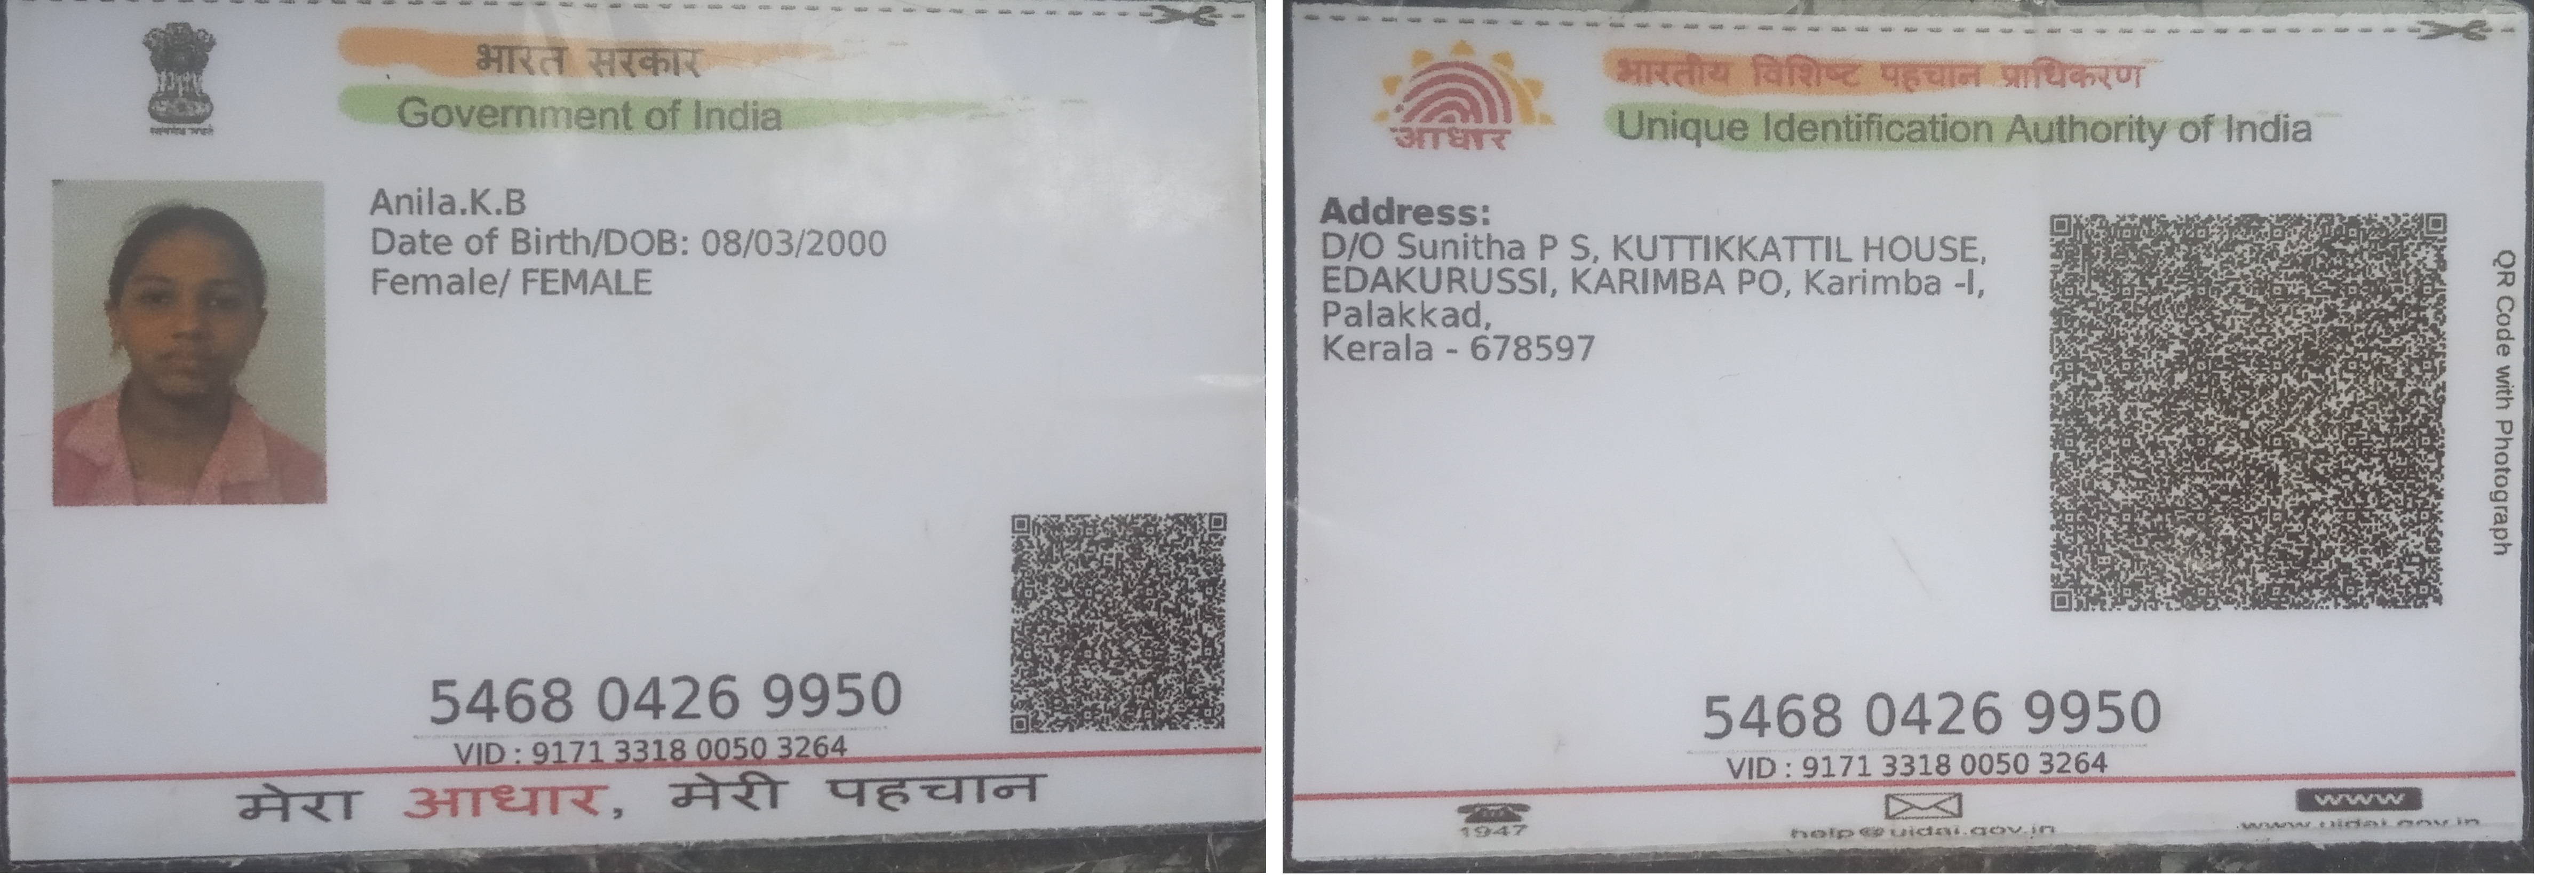 भारत सरकार
Government of India
Anila.K.B
Date of Birth/DOB: 08/03/2000
Female/ FEMALE
5468 0426 9950
VID : 9171 3318 0050 3264
मेरा आधार, मेरी पहचान
आधार
भारतीय विशिष्ट पहचान प्राधिकरण
Unique Identification Authority of India
Address:
D/O Sunitha P S, KUTTIKKATTIL HOUSE,
EDAKURUSSI, KARIMBA PO, Karimba -I,
Palakkad,
Kerala - 678597
QR Code with Photograph
5468 0426 9950
VID : 9171 3318 0050 3264
1947
help@uidai.gov.in
www
www.uidai.gov.in